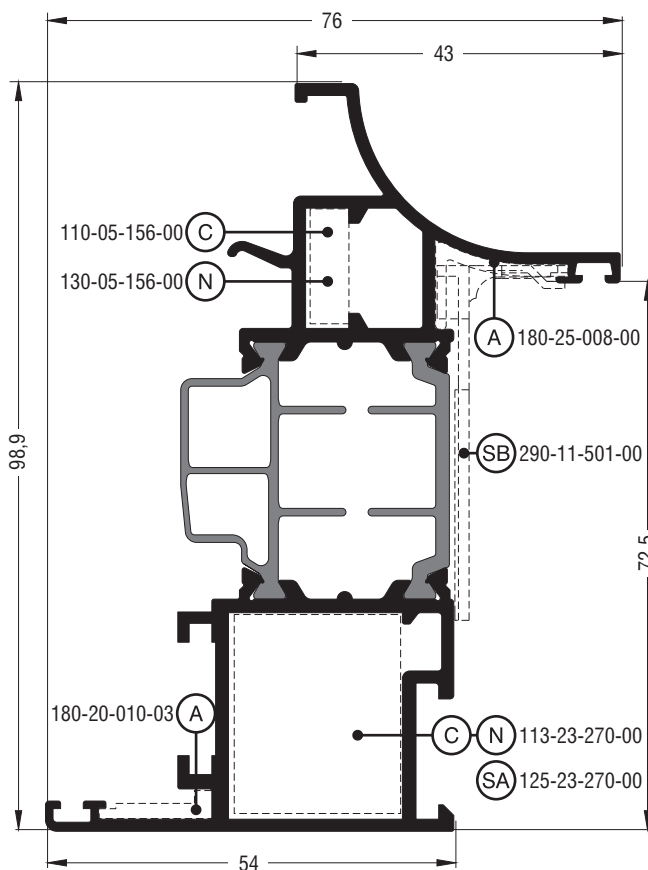 76
43
110-05-156-00 C
130-05-156-00 N
A 180-25-008-00
98,9
SB 290-11-501-00
72,5
180-20-010-03 A
C N 113-23-270-00
SA 125-23-270-00
54